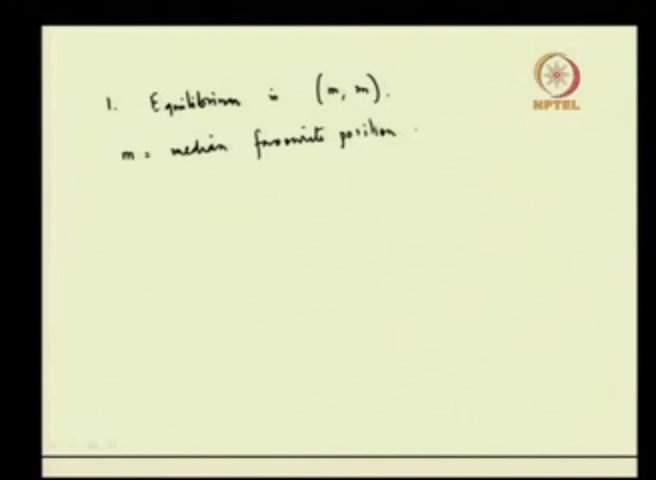 1. Equilibrium is (m, m).
m = median favourite position.
NPTEL